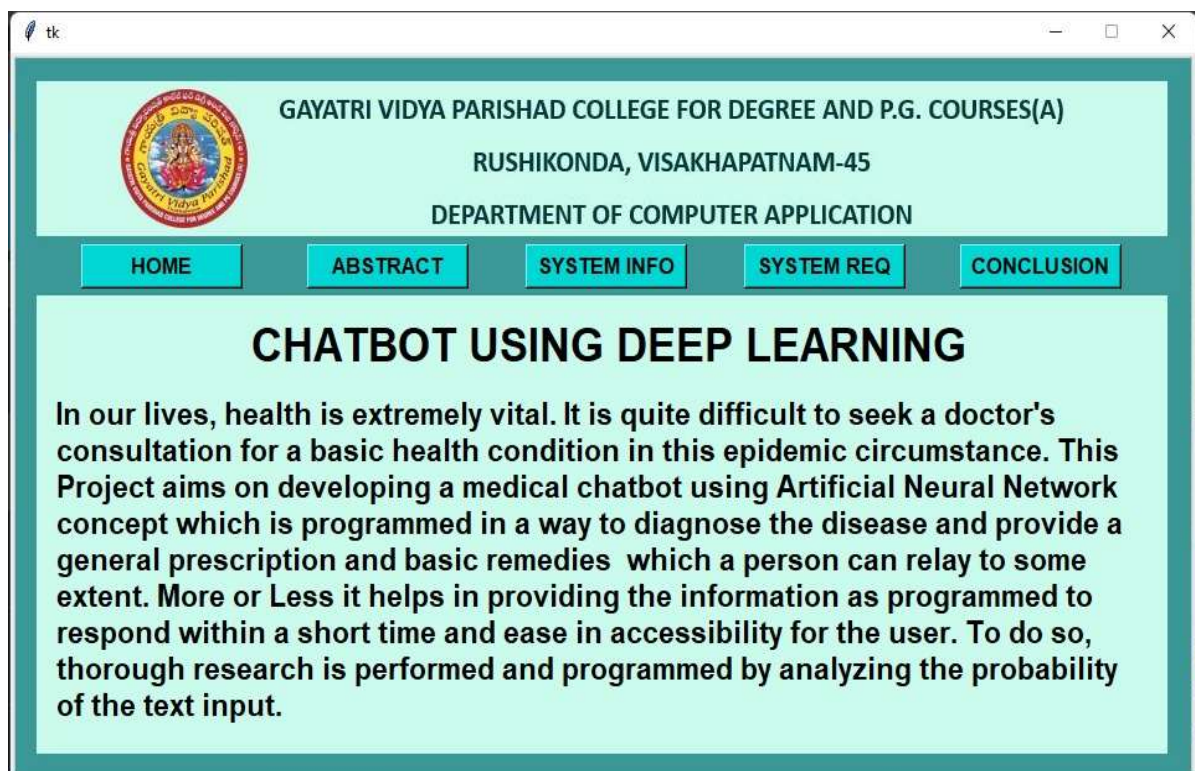 tk
GAYATRI VIDYA PARISHAD COLLEGE FOR DEGREE AND P.G. COURSES(A)
RUSHIKONDA, VISAKHAPATNAM-45
DEPARTMENT OF COMPUTER APPLICATION
గాయత్రి విద్యా పరిషత్
Gayatri Vidya Parishad
HOME
ABSTRACT
SYSTEM INFO
SYSTEM REQ
CONCLUSION
CHATBOT USING DEEP LEARNING
In our lives, health is extremely vital. It is quite difficult to seek a doctor's
consultation for a basic health condition in this epidemic circumstance. This
Project aims on developing a medical chatbot using Artificial Neural Network
concept which is programmed in a way to diagnose the disease and provide a
general prescription and basic remedies  which a person can relay to some
extent. More or Less it helps in providing the information as programmed to
respond within a short time and ease in accessibility for the user. To do so,
thorough research is performed and programmed by analyzing the probability
of the text input.